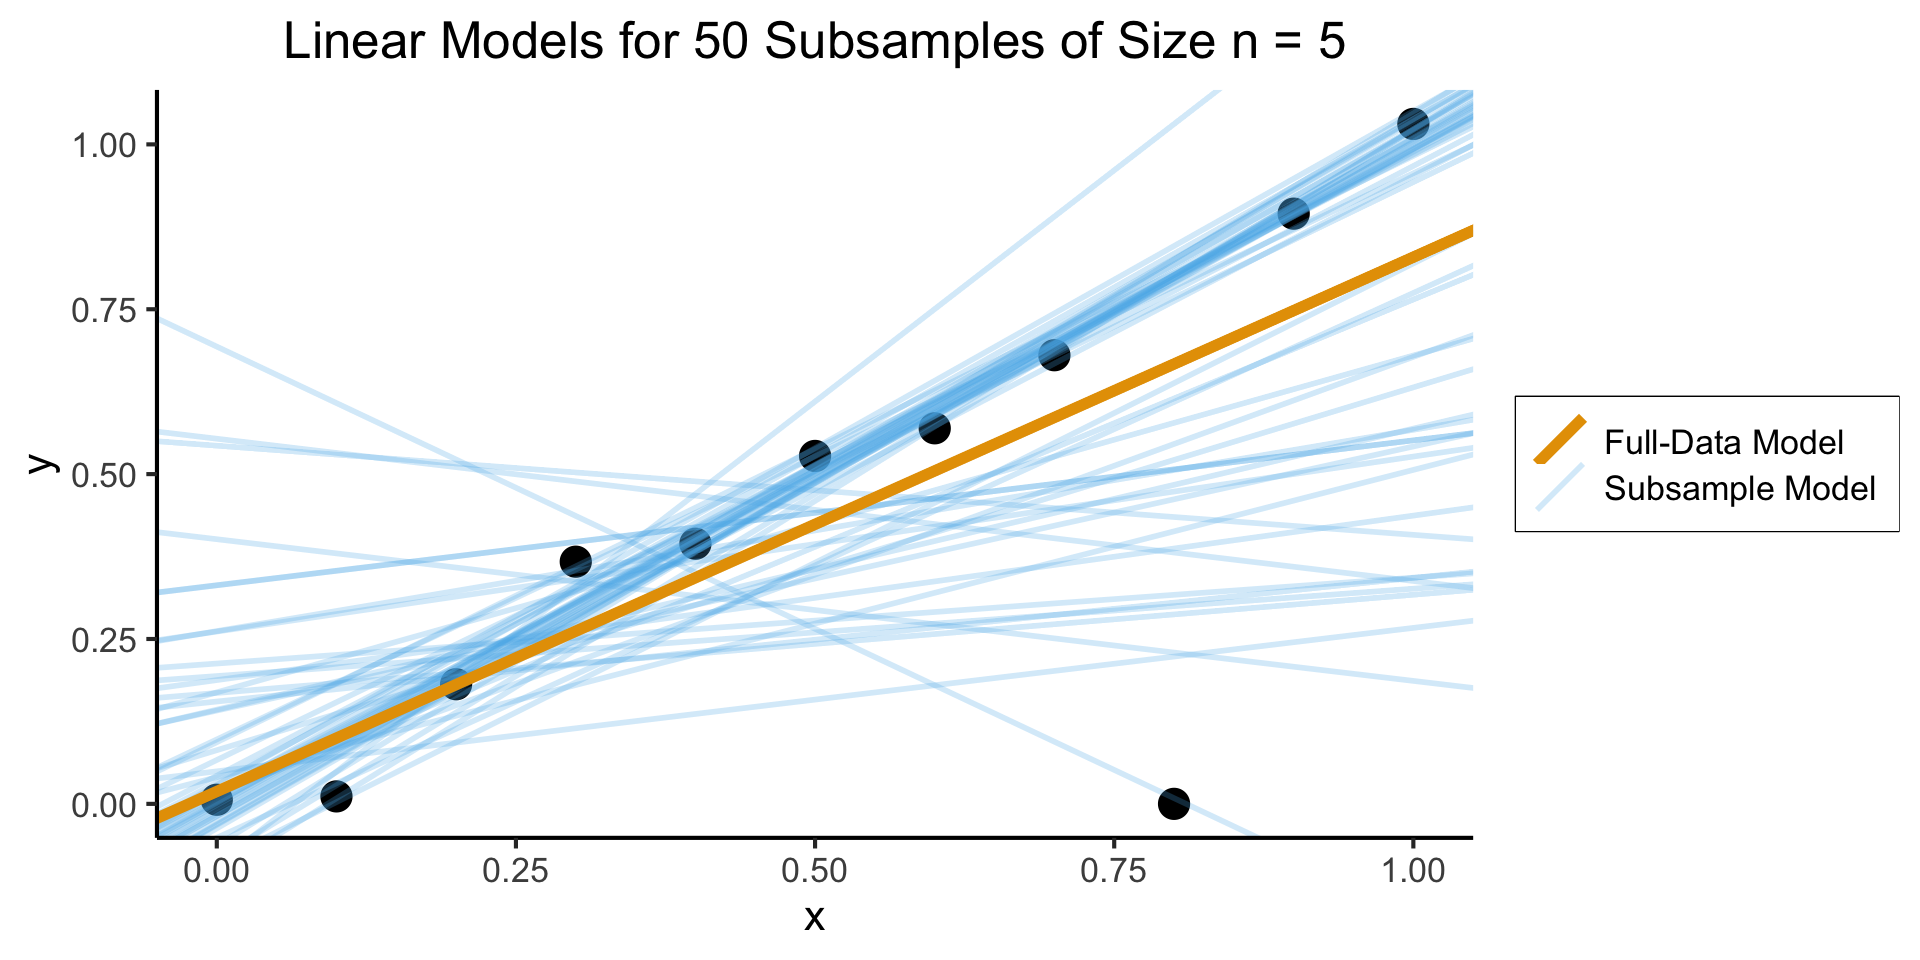 Linear Models for 50 Subsamples of Size n = 5
y
1.00
0.75
0.50
0.25
0.00
0.00 0.25 0.50 0.75 1.00
x
Full-Data Model
Subsample Model